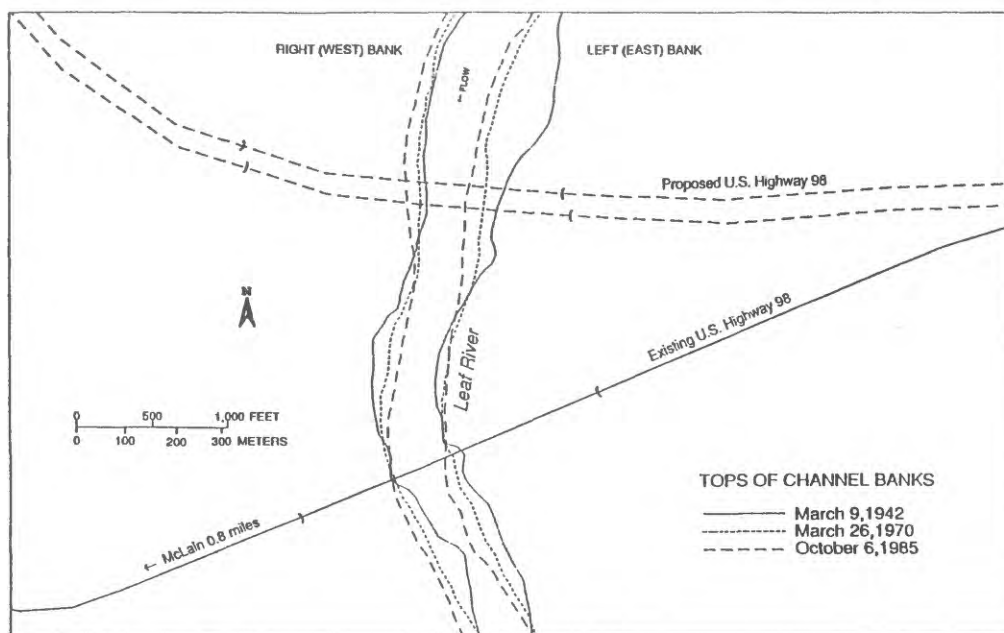 RIGHT (WEST) BANK
LEFT (EAST) BANK
← FLOW
Proposed U.S. Highway 98
N
Existing U.S. Highway 98
Leaf River
0 500 1,000 FEET
0 100 200 300 METERS
TOPS OF CHANNEL BANKS
March 9,1942
March 26,1970
October 6,1985
← McLain 0.8 miles